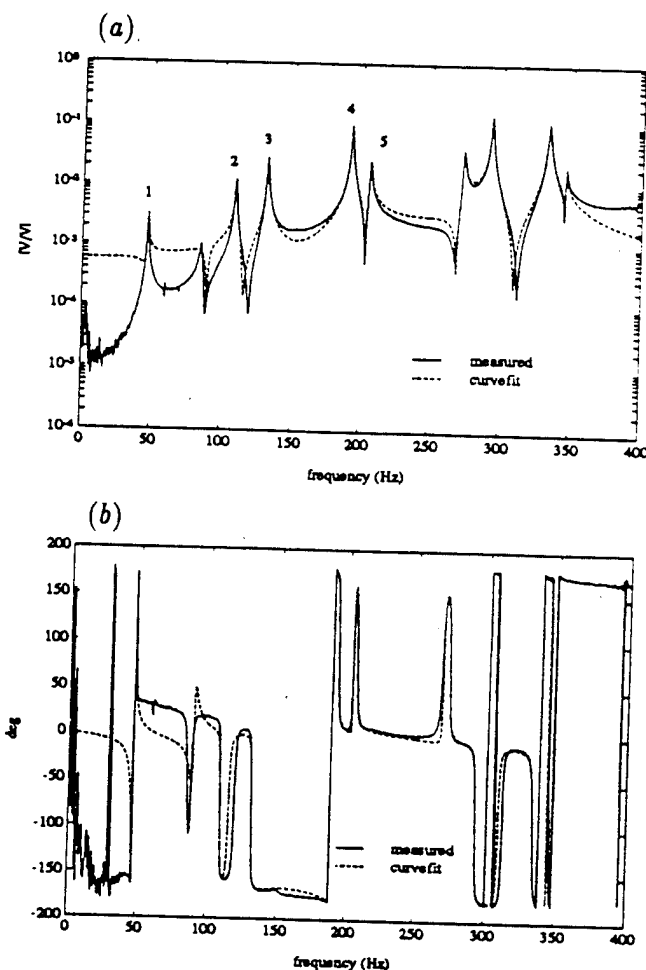 (a)
10⁰
10⁻¹
10⁻²
10⁻³
10⁻⁴
10⁻⁵
10⁻⁶
|V/V|
1
2
3
4
5
measured
curvefit
0 50 100 150 200 250 300 350 400
frequency (Hz)
(b)
200
150
100
50
0
-50
-100
-150
-200
deg
measured
curvefit
0 50 100 150 200 250 300 350 400
frequency (Hz)